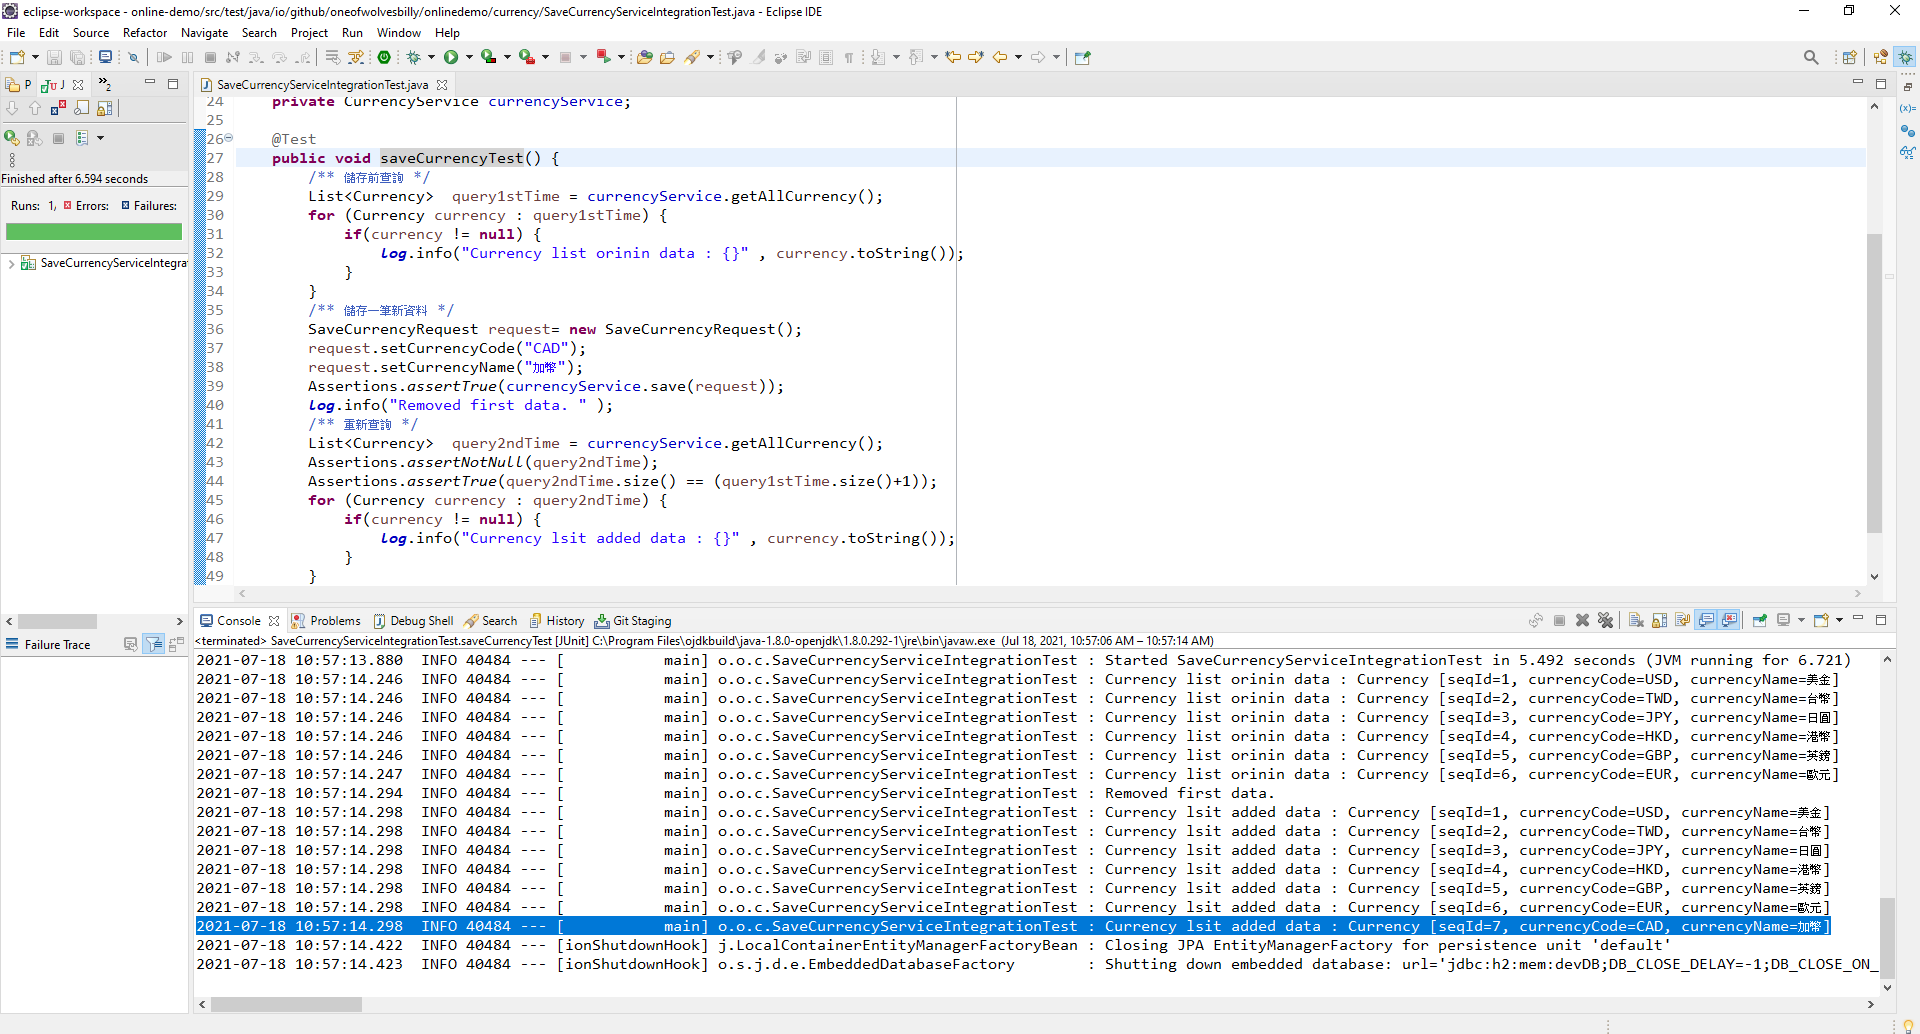 eclipse-workspace - online-demo/src/test/java/io/github/oneofwolvesbilly/onlinedemo/currency/SaveCurrencyServiceIntegrationTest.java - Eclipse IDE
File Edit Source Refactor Navigate Search Project Run Window Help
P J 2
SaveCurrencyServiceIntegrationTest.java
Finished after 6.594 seconds
Runs: 1, Errors: Failures:
SaveCurrencyServiceIntegra
24 private CurrencyService currencyService;
25
26 @Test
27 public void saveCurrencyTest() {
28 /** 儲存前查詢 */
29 List<Currency>  query1stTime = currencyService.getAllCurrency();
30 for (Currency currency : query1stTime) {
31 if(currency != null) {
32 log.info("Currency list orinin data : {}" , currency.toString());
33 }
34 }
35 /** 儲存一筆新資料 */
36 SaveCurrencyRequest request= new SaveCurrencyRequest();
37 request.setCurrencyCode("CAD");
38 request.setCurrencyName("加幣");
39 Assertions.assertTrue(currencyService.save(request));
40 log.info("Removed first data. " );
41 /** 重新查詢 */
42 List<Currency>  query2ndTime = currencyService.getAllCurrency();
43 Assertions.assertNotNull(query2ndTime);
44 Assertions.assertTrue(query2ndTime.size() == (query1stTime.size()+1));
45 for (Currency currency : query2ndTime) {
46 if(currency != null) {
47 log.info("Currency lsit added data : {}" , currency.toString());
48 }
49 }
Failure Trace
Console Problems Debug Shell Search History Git Staging
<terminated> SaveCurrencyServiceIntegrationTest.saveCurrencyTest [JUnit] C:\Program Files\ojdkbuild\java-1.8.0-openjdk\1.8.0.292-1\jre\bin\javaw.exe (Jul 18, 2021, 10:57:06 AM – 10:57:14 AM)
2021-07-18 10:57:13.880  INFO 40484 --- [           main] o.o.c.SaveCurrencyServiceIntegrationTest : Started SaveCurrencyServiceIntegrationTest in 5.492 seconds (JVM running for 6.721)
2021-07-18 10:57:14.246  INFO 40484 --- [           main] o.o.c.SaveCurrencyServiceIntegrationTest : Currency list orinin data : Currency [seqId=1, currencyCode=USD, currencyName=美金]
2021-07-18 10:57:14.246  INFO 40484 --- [           main] o.o.c.SaveCurrencyServiceIntegrationTest : Currency list orinin data : Currency [seqId=2, currencyCode=TWD, currencyName=台幣]
2021-07-18 10:57:14.246  INFO 40484 --- [           main] o.o.c.SaveCurrencyServiceIntegrationTest : Currency list orinin data : Currency [seqId=3, currencyCode=JPY, currencyName=日圓]
2021-07-18 10:57:14.246  INFO 40484 --- [           main] o.o.c.SaveCurrencyServiceIntegrationTest : Currency list orinin data : Currency [seqId=4, currencyCode=HKD, currencyName=港幣]
2021-07-18 10:57:14.246  INFO 40484 --- [           main] o.o.c.SaveCurrencyServiceIntegrationTest : Currency list orinin data : Currency [seqId=5, currencyCode=GBP, currencyName=英鎊]
2021-07-18 10:57:14.247  INFO 40484 --- [           main] o.o.c.SaveCurrencyServiceIntegrationTest : Currency list orinin data : Currency [seqId=6, currencyCode=EUR, currencyName=歐元]
2021-07-18 10:57:14.294  INFO 40484 --- [           main] o.o.c.SaveCurrencyServiceIntegrationTest : Removed first data.
2021-07-18 10:57:14.298  INFO 40484 --- [           main] o.o.c.SaveCurrencyServiceIntegrationTest : Currency lsit added data : Currency [seqId=1, currencyCode=USD, currencyName=美金]
2021-07-18 10:57:14.298  INFO 40484 --- [           main] o.o.c.SaveCurrencyServiceIntegrationTest : Currency lsit added data : Currency [seqId=2, currencyCode=TWD, currencyName=台幣]
2021-07-18 10:57:14.298  INFO 40484 --- [           main] o.o.c.SaveCurrencyServiceIntegrationTest : Currency lsit added data : Currency [seqId=3, currencyCode=JPY, currencyName=日圓]
2021-07-18 10:57:14.298  INFO 40484 --- [           main] o.o.c.SaveCurrencyServiceIntegrationTest : Currency lsit added data : Currency [seqId=4, currencyCode=HKD, currencyName=港幣]
2021-07-18 10:57:14.298  INFO 40484 --- [           main] o.o.c.SaveCurrencyServiceIntegrationTest : Currency lsit added data : Currency [seqId=5, currencyCode=GBP, currencyName=英鎊]
2021-07-18 10:57:14.298  INFO 40484 --- [           main] o.o.c.SaveCurrencyServiceIntegrationTest : Currency lsit added data : Currency [seqId=6, currencyCode=EUR, currencyName=歐元]
2021-07-18 10:57:14.298  INFO 40484 --- [           main] o.o.c.SaveCurrencyServiceIntegrationTest : Currency lsit added data : Currency [seqId=7, currencyCode=CAD, currencyName=加幣]
2021-07-18 10:57:14.422  INFO 40484 --- [ionShutdownHook] j.LocalContainerEntityManagerFactoryBean : Closing JPA EntityManagerFactory for persistence unit 'default'
2021-07-18 10:57:14.423  INFO 40484 --- [ionShutdownHook] o.s.j.d.e.EmbeddedDatabaseFactory        : Shutting down embedded database: url='jdbc:h2:mem:devDB;DB_CLOSE_DELAY=-1;DB_CLOSE_ON_